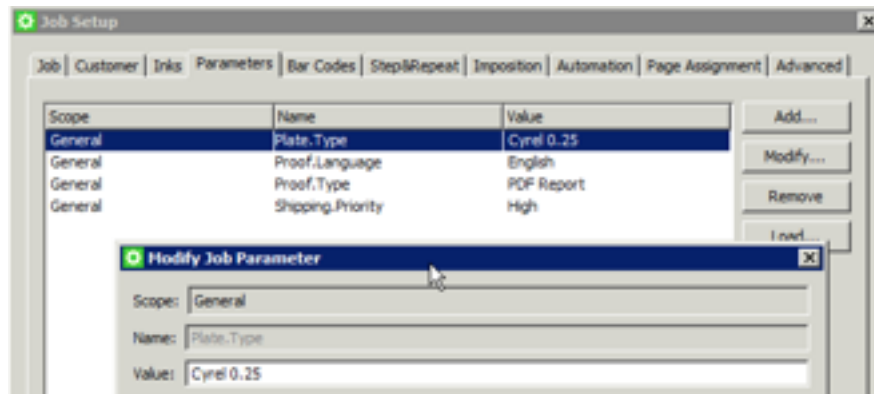 Job Setup
Job Customer Inks Parameters Bar Codes Step&Repeat Imposition Automation Page Assignment Advanced
Scope Name Value Add...
General Plate.Type Cyrel 0.25
General Proof.Language English Modify...
General Proof.Type PDF Report
General Shipping.Priority High Remove
Load...
Modify Job Parameter
Scope: General
Name: Plate.Type
Value: Cyrel 0.25